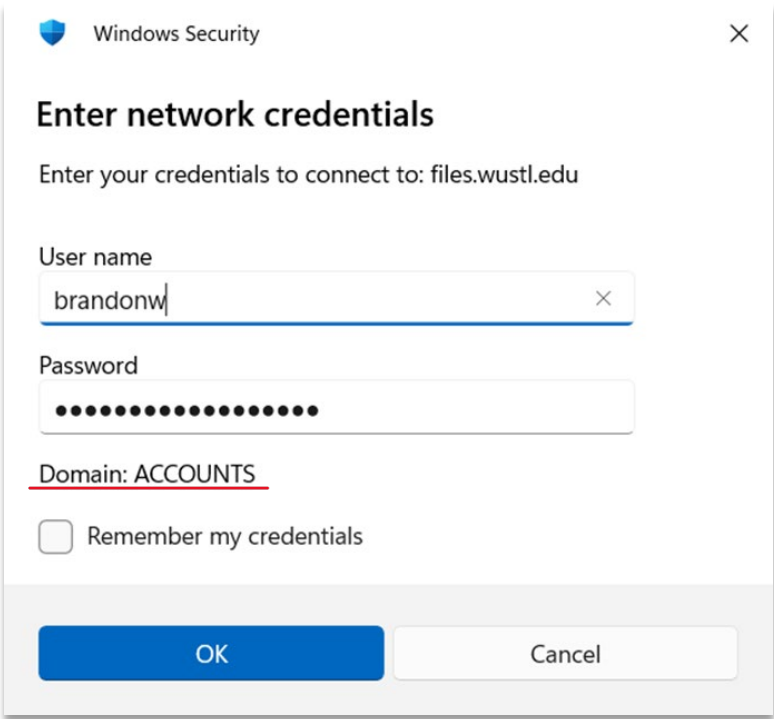 Windows Security
Enter network credentials
Enter your credentials to connect to: files.wustl.edu
User name
brandonw
Password
••••••••••••••••••
Domain: ACCOUNTS
Remember my credentials
OK
Cancel